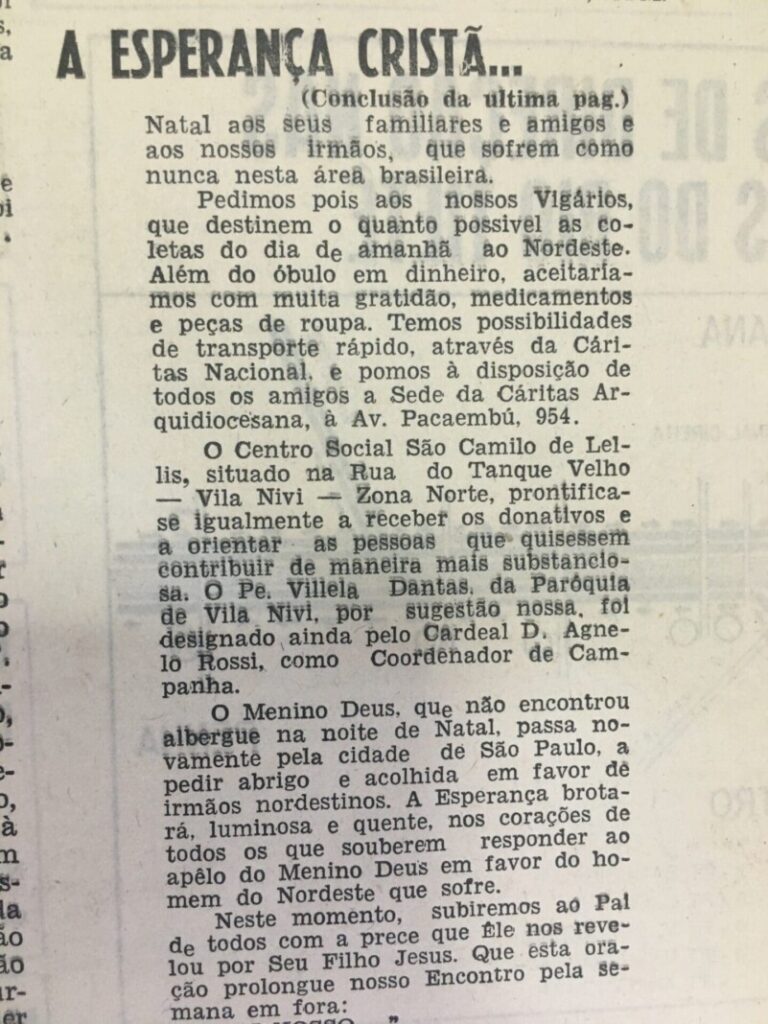 A ESPERANÇA CRISTÃ...
(Conclusão da ultima pag.)
Natal aos seus familiares e amigos e
aos nossos irmãos, que sofrem como
nunca nesta área brasileira.
Pedimos pois aos nossos Vigários,
que destinem o quanto possivel as co-
letas do dia de amanhã ao Nordeste.
Além do óbulo em dinheiro, aceitaría-
mos com muita gratidão, medicamentos
e peças de roupa. Temos possibilidades
de transporte rápido, através da Cári-
tas Nacional, e pomos à disposição de
todos os amigos a Sede da Cáritas Ar-
quidiocesana, à Av. Pacaembú, 954.
O Centro Social São Camilo de Lel-
lis, situado na Rua do Tanque Velho
— Vila Nivi — Zona Norte, prontifica-
se igualmente a receber os donativos e
a orientar as pessoas que quisessem
contribuir de maneira mais substancio-
sa. O Pe. Villela Dantas, da Parôquia
de Vila Nivi, por sugestão nossa, foi
designado ainda pelo Cardeal D. Agne-
lo Rossi, como Coordenador de Cam-
panha.
O Menino Deus, que não encontrou
albergue na noite de Natal, passa no-
vamente pela cidade de São Paulo, a
pedir abrigo e acolhida em favor de
irmãos nordestinos. A Esperança brota-
rá, luminosa e quente, nos corações de
todos os que souberem responder ao
apêlo do Menino Deus em favor do ho-
mem do Nordeste que sofre.
Neste momento, subiremos ao Pai
de todos com a prece que Êle nos reve-
lou por Seu Filho Jesus. Que esta ora-
ção prolongue nosso Encontro pela se-
mana em fora: